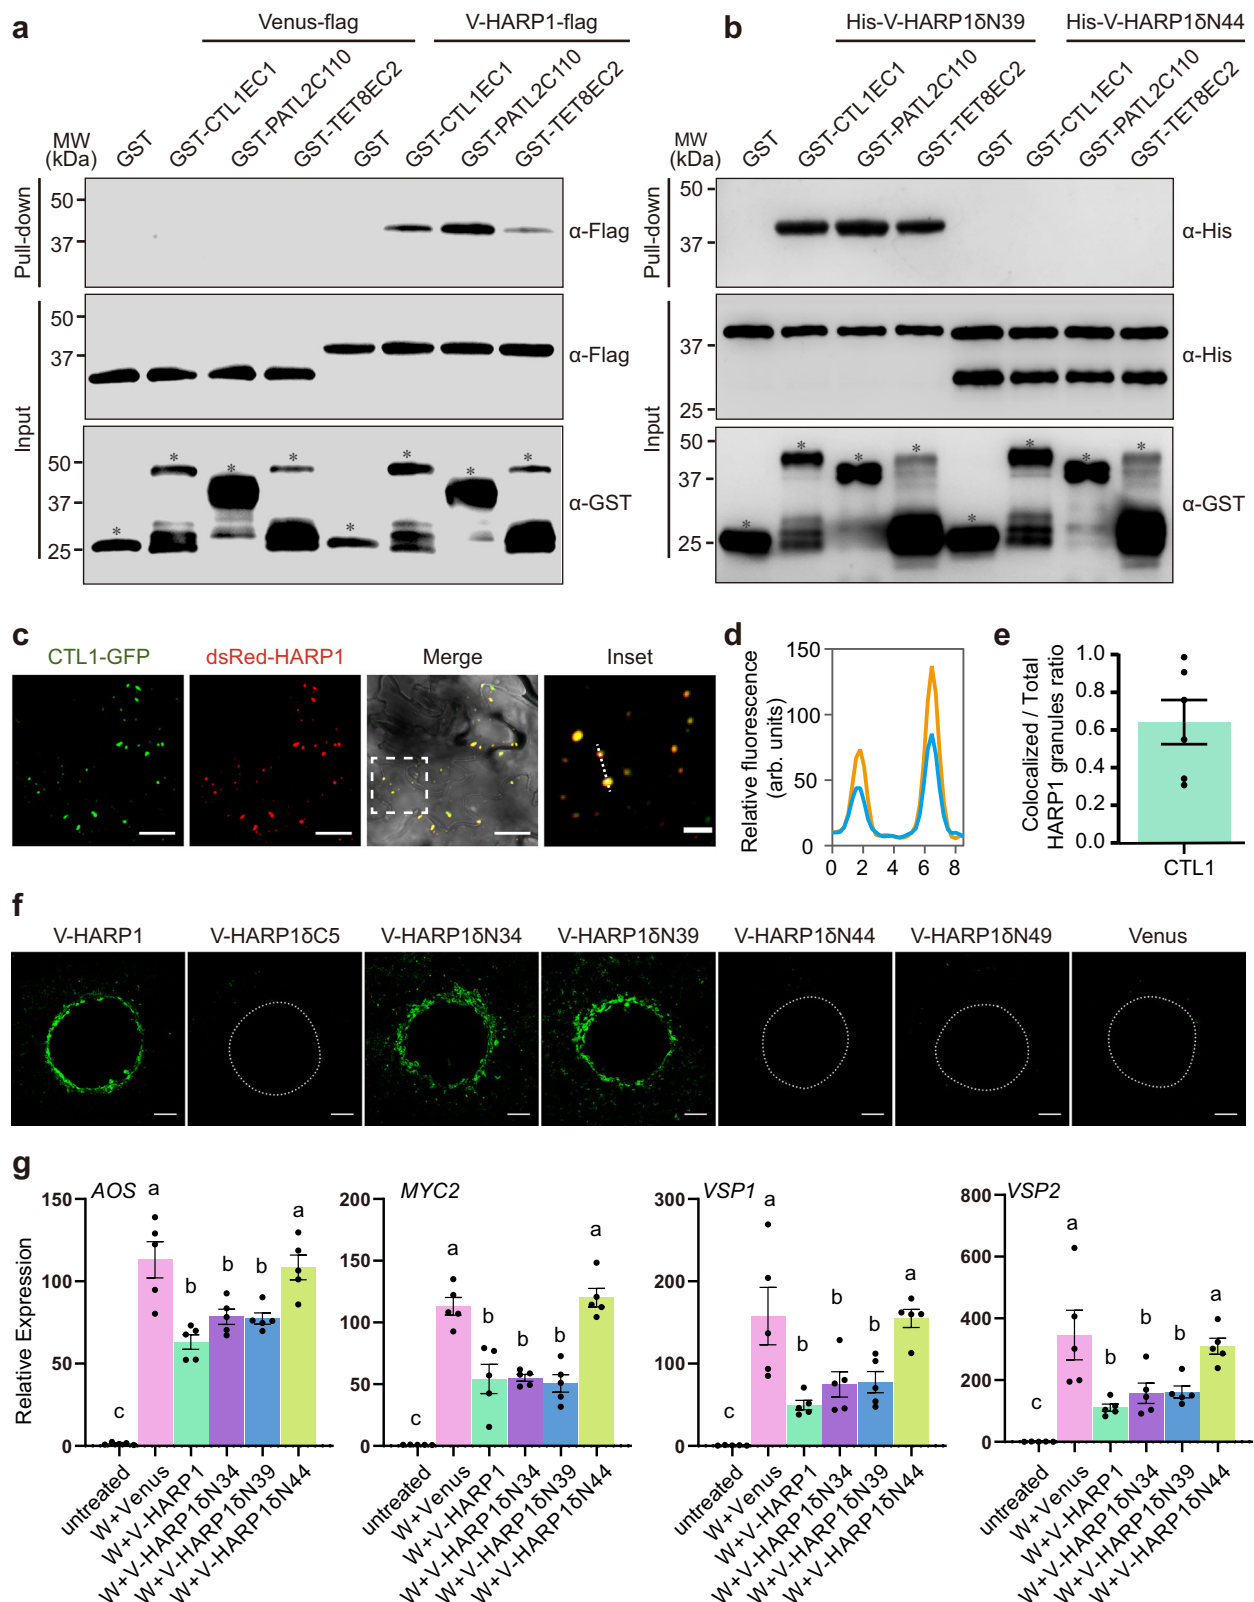 a
Venus-flag
V-HARP1-flag
MW
(kDa)
GST
GST-CTL1EC1
GST-PATL2C110
GST-TET8EC2
GST
GST-CTL1EC1
GST-PATL2C110
GST-TET8EC2
Pull-down
50
37
α-Flag
Input
50
37
α-Flag
50
37
25
α-GST
* * * * * * * *
b
His-V-HARP1δN39
His-V-HARP1δN44
MW
(kDa)
GST
GST-CTL1EC1
GST-PATL2C110
GST-TET8EC2
GST
GST-CTL1EC1
GST-PATL2C110
GST-TET8EC2
Pull-down
50
37
α-His
Input
37
25
α-His
50
37
25
α-GST
* * * * * * * *
c
CTL1-GFP
dsRed-HARP1
Merge
Inset
d
Relative fluorescence
(arb. units)
150
100
50
0
0 2 4 6 8
e
Colocalized / Total
HARP1 granules ratio
1.0
0.8
0.6
0.4
0.2
0.0
CTL1
f
V-HARP1
V-HARP1δC5
V-HARP1δN34
V-HARP1δN39
V-HARP1δN44
V-HARP1δN49
Venus
g
Relative Expression
AOS
150
100
50
0
c a b b b a
untreated
W+Venus
W+V-HARP1
W+V-HARP1δN34
W+V-HARP1δN39
W+V-HARP1δN44
MYC2
200
150
100
50
0
c a b b b a
untreated
W+Venus
W+V-HARP1
W+V-HARP1δN34
W+V-HARP1δN39
W+V-HARP1δN44
VSP1
300
200
100
0
c a b b b a
untreated
W+Venus
W+V-HARP1
W+V-HARP1δN34
W+V-HARP1δN39
W+V-HARP1δN44
VSP2
800
600
400
200
0
c a b b b a
untreated
W+Venus
W+V-HARP1
W+V-HARP1δN34
W+V-HARP1δN39
W+V-HARP1δN44